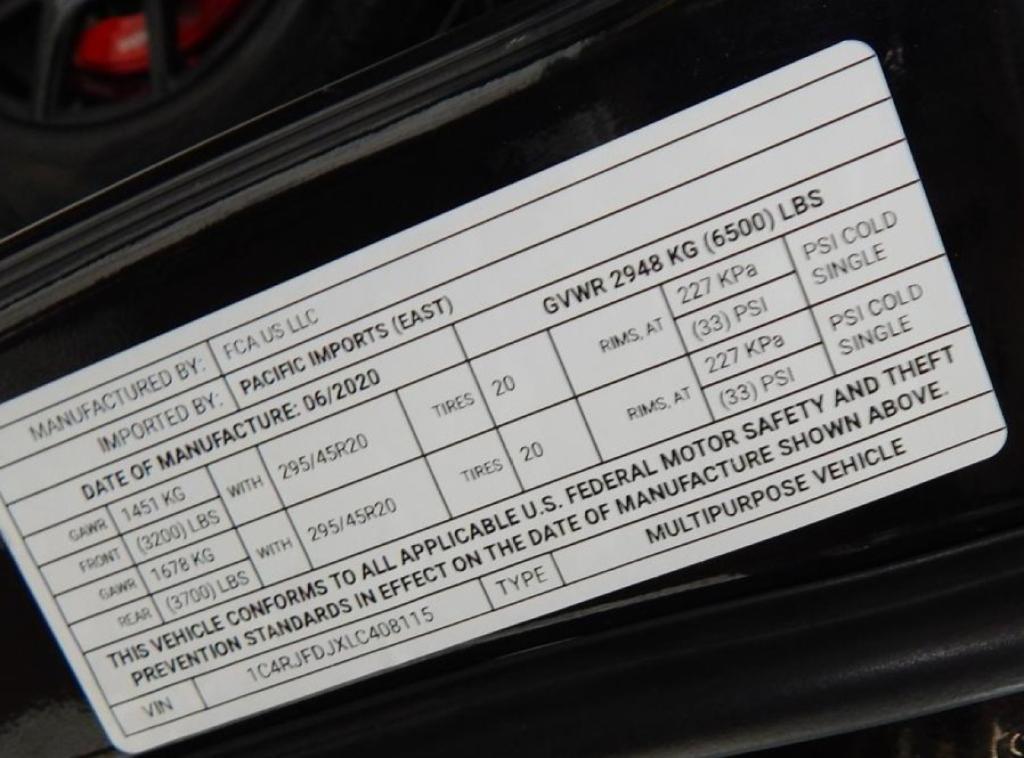 MANUFACTURED BY: FCA US LLC
IMPORTED BY: PACIFIC IMPORTS (EAST)
DATE OF MANUFACTURE: 06/2020 GVWR 2948 KG (6500) LBS
GAWR FRONT 1451 KG (3200) LBS WITH 295/45R20 TIRES 20 RIMS, AT 227 KPa (33) PSI PSI COLD SINGLE
GAWR REAR 1678 KG (3700) LBS WITH 295/45R20 TIRES 20 RIMS, AT 227 KPa (33) PSI PSI COLD SINGLE
THIS VEHICLE CONFORMS TO ALL APPLICABLE U.S. FEDERAL MOTOR SAFETY AND THEFT
PREVENTION STANDARDS IN EFFECT ON THE DATE OF MANUFACTURE SHOWN ABOVE.
VIN 1C4RJFDJXLC408115 TYPE MULTIPURPOSE VEHICLE